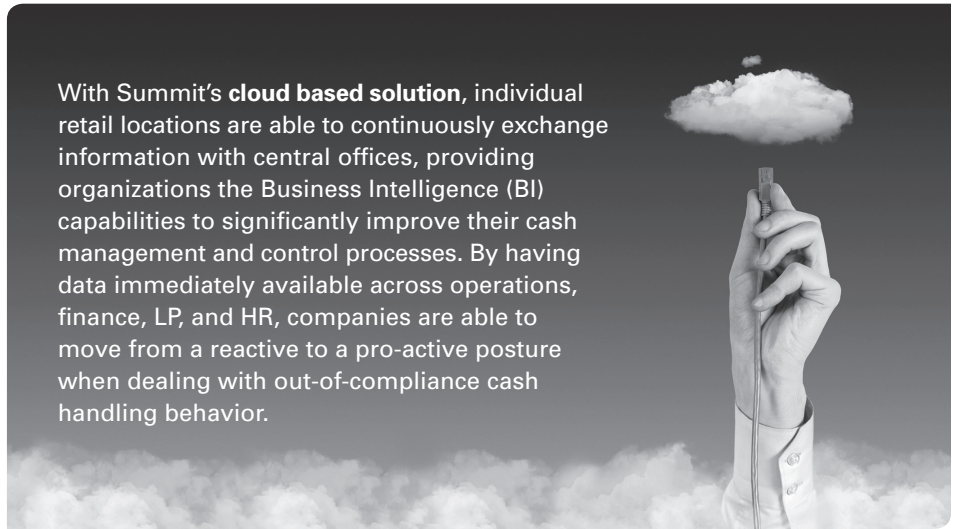 With Summit’s cloud based solution, individual
retail locations are able to continuously exchange
information with central offices, providing
organizations the Business Intelligence (BI)
capabilities to significantly improve their cash
management and control processes. By having
data immediately available across operations,
finance, LP, and HR, companies are able to
move from a reactive to a pro-active posture
when dealing with out-of-compliance cash
handling behavior.